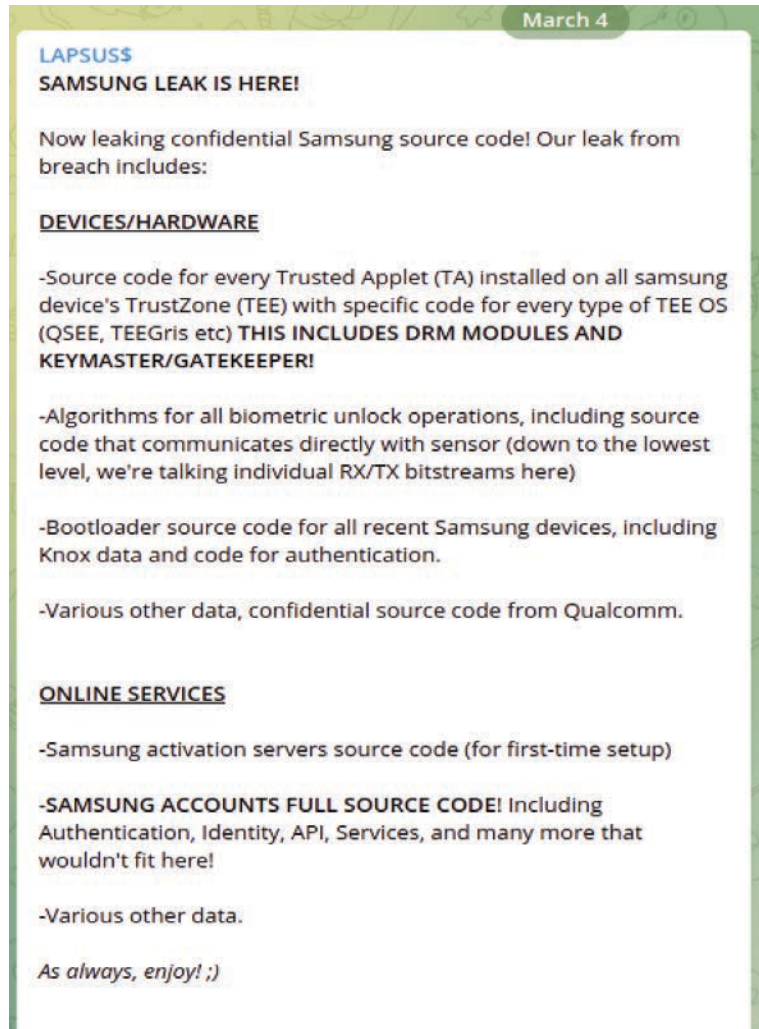 March 4
LAPSUS$
SAMSUNG LEAK IS HERE!
Now leaking confidential Samsung source code! Our leak from
breach includes:
DEVICES/HARDWARE
-Source code for every Trusted Applet (TA) installed on all samsung
device's TrustZone (TEE) with specific code for every type of TEE OS
(QSEE, TEEGris etc) THIS INCLUDES DRM MODULES AND
KEYMASTER/GATEKEEPER!
-Algorithms for all biometric unlock operations, including source
code that communicates directly with sensor (down to the lowest
level, we're talking individual RX/TX bitstreams here)
-Bootloader source code for all recent Samsung devices, including
Knox data and code for authentication.
-Various other data, confidential source code from Qualcomm.
ONLINE SERVICES
-Samsung activation servers source code (for first-time setup)
-SAMSUNG ACCOUNTS FULL SOURCE CODE! Including
Authentication, Identity, API, Services, and many more that
wouldn't fit here!
-Various other data.
As always, enjoy! ;)